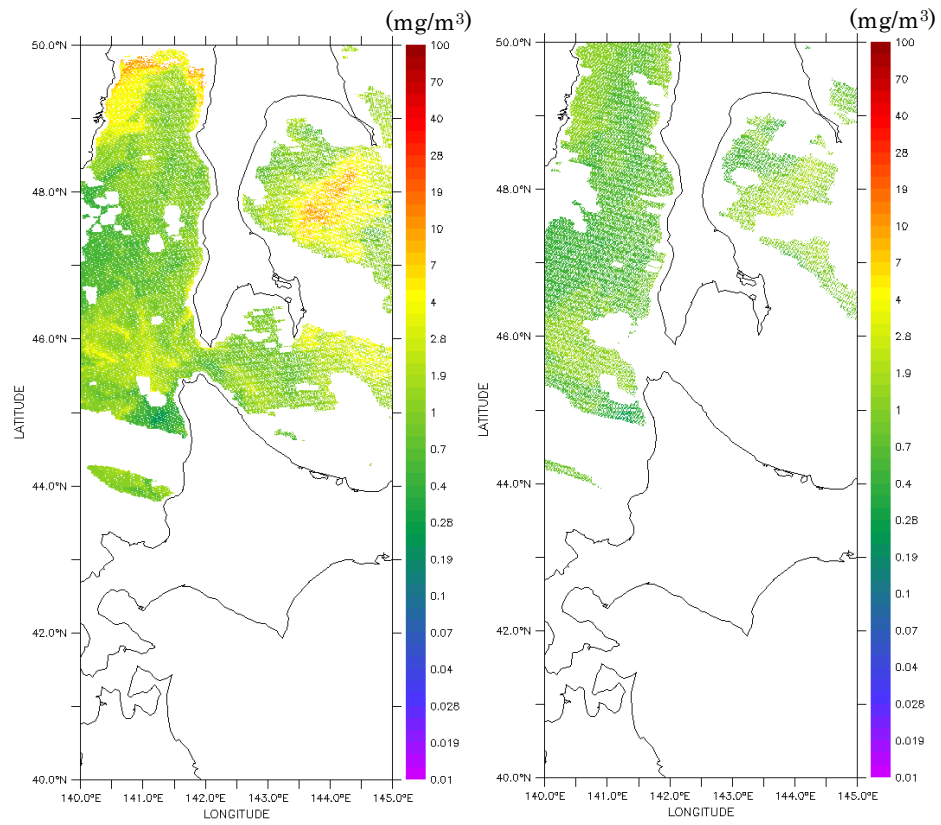 (mg/m³)
50.0°N
48.0°N
46.0°N
44.0°N
42.0°N
40.0°N
LATITUDE
140.0°E 141.0°E 142.0°E 143.0°E 144.0°E 145.0°E
LONGITUDE
100
70
40
28
19
10
7
4
2.8
1.9
1
0.7
0.4
0.28
0.19
0.1
0.07
0.04
0.028
0.019
0.01
(mg/m³)
50.0°N
48.0°N
46.0°N
44.0°N
42.0°N
40.0°N
LATITUDE
140.0°E 141.0°E 142.0°E 143.0°E 144.0°E 145.0°E
LONGITUDE
100
70
40
28
19
10
7
4
2.8
1.9
1
0.7
0.4
0.28
0.19
0.1
0.07
0.04
0.028
0.019
0.01